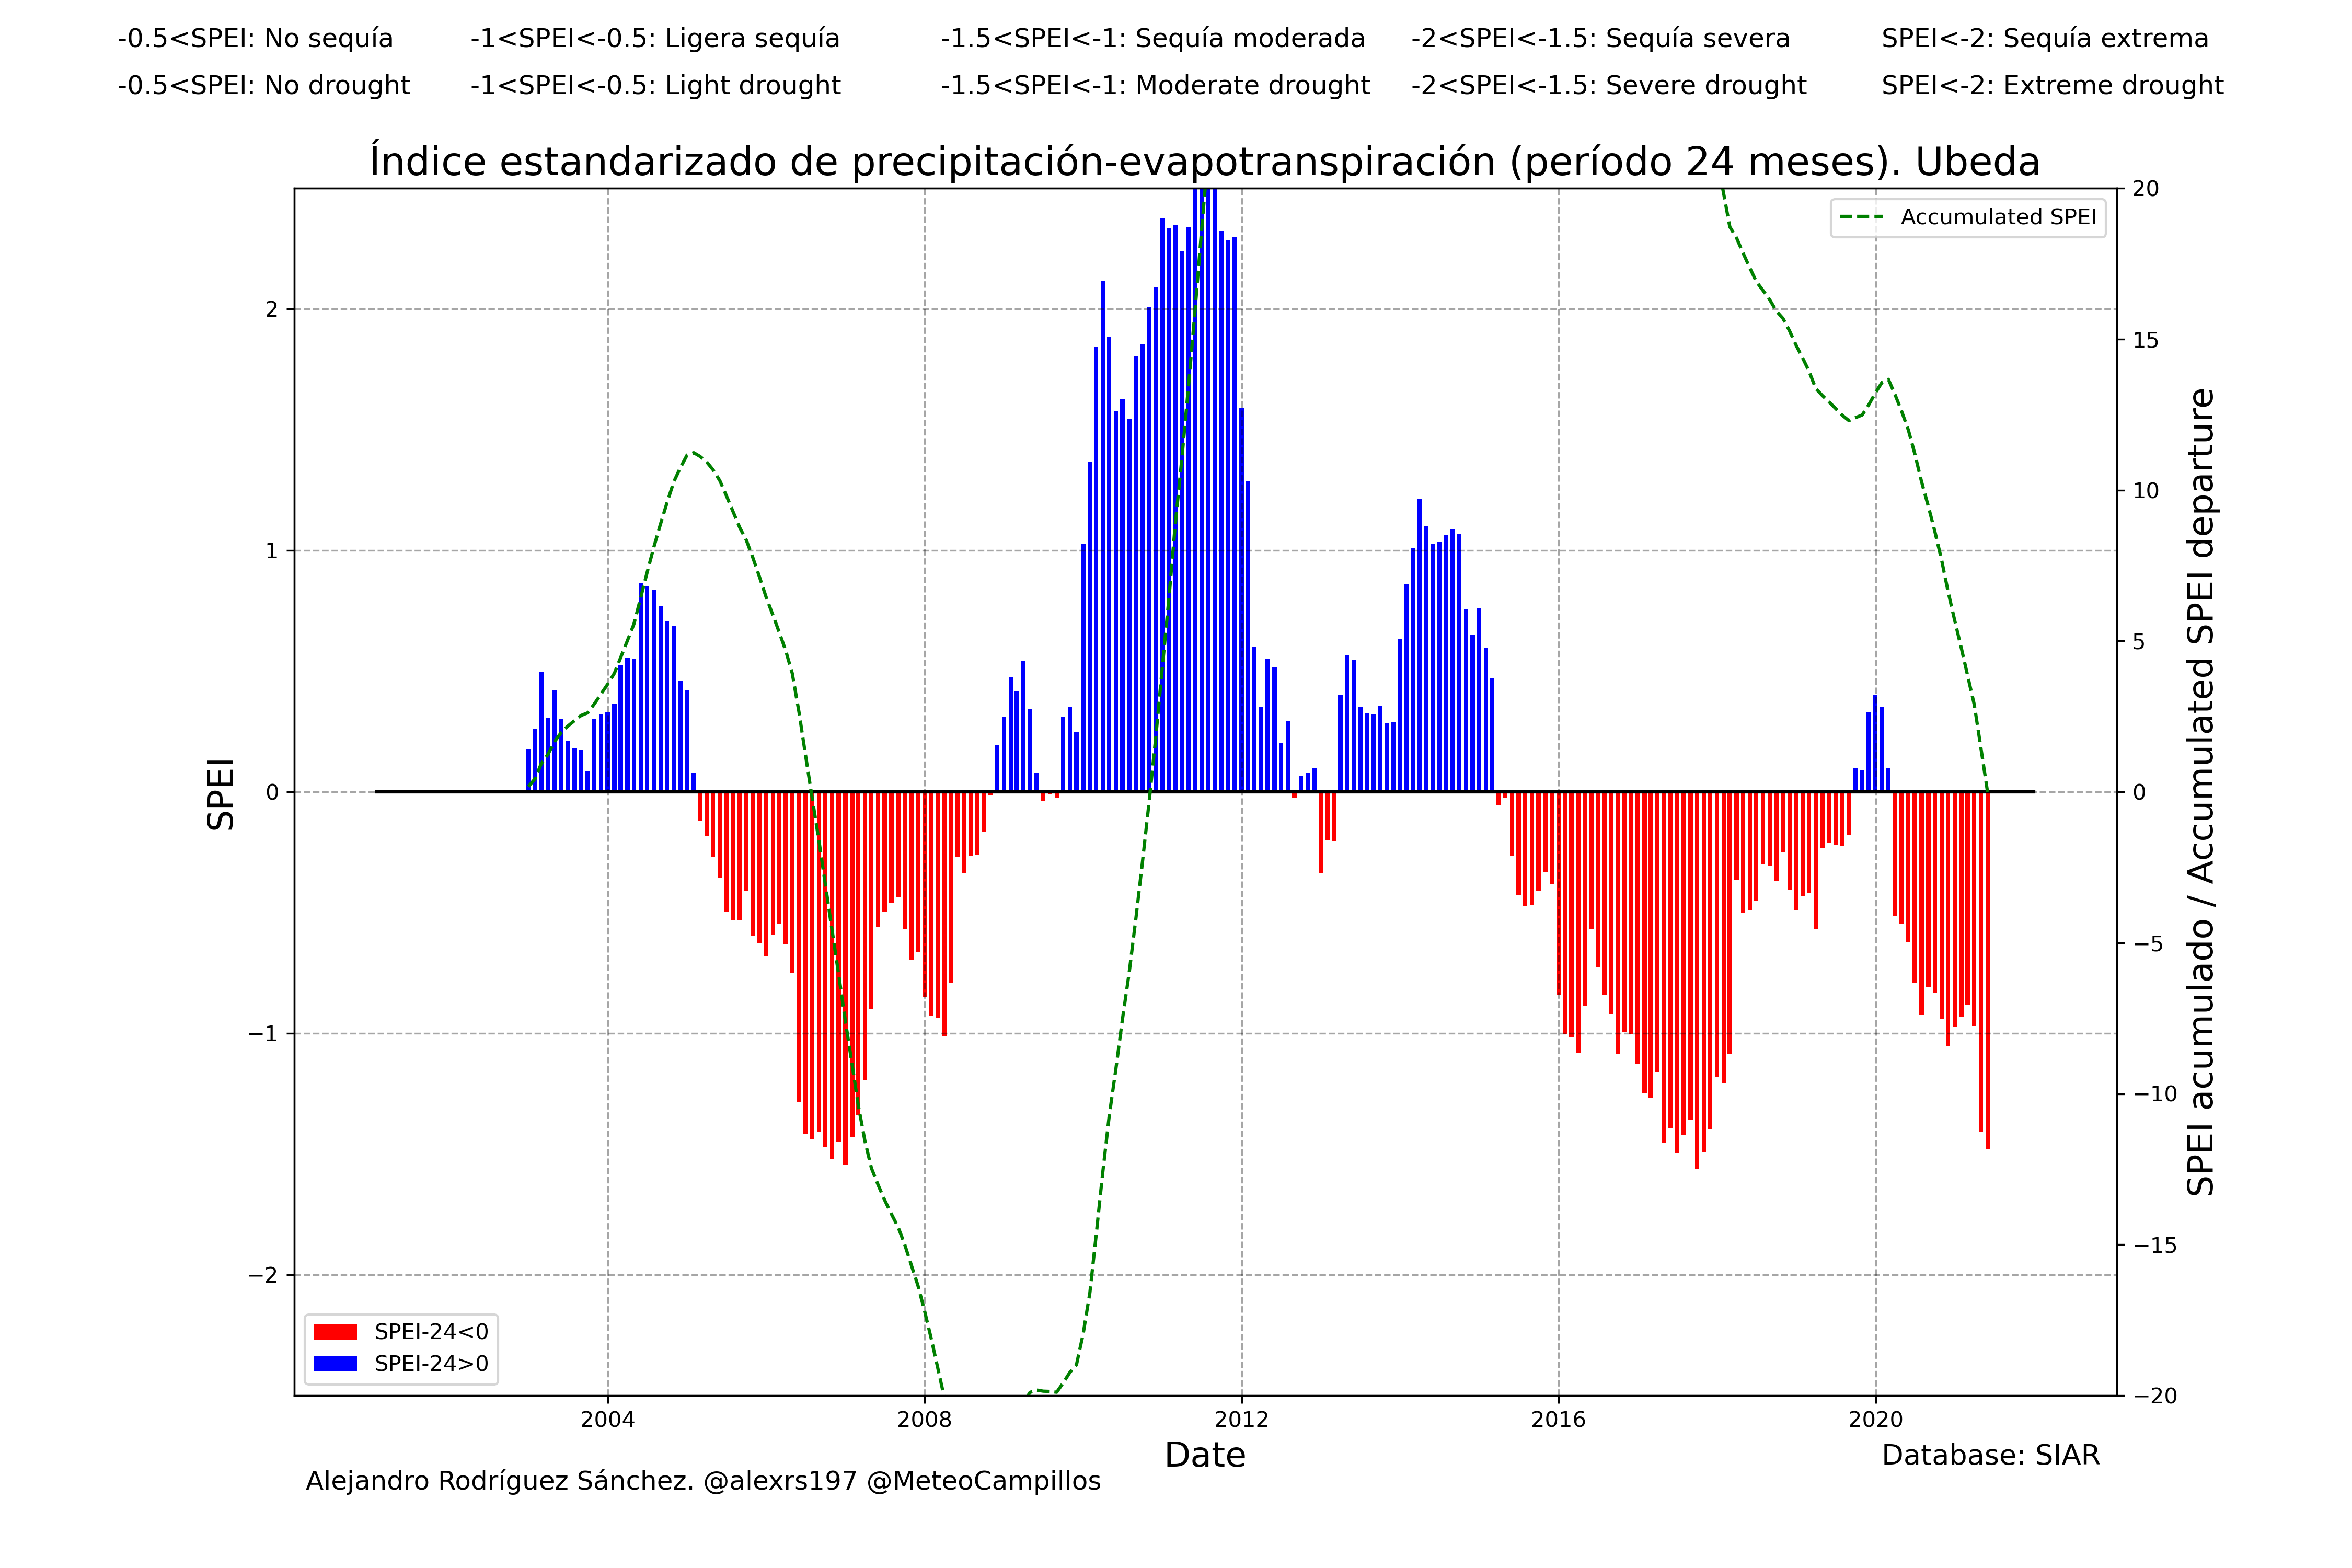 -0.5<SPEI: No sequía -1<SPEI<-0.5: Ligera sequía -1.5<SPEI<-1: Sequía moderada -2<SPEI<-1.5: Sequía severa SPEI<-2: Sequía extrema
-0.5<SPEI: No drought -1<SPEI<-0.5: Light drought -1.5<SPEI<-1: Moderate drought -2<SPEI<-1.5: Severe drought SPEI<-2: Extreme drought
Índice estandarizado de precipitación-evapotranspiración (período 24 meses). Ubeda
Accumulated SPEI
2
1
0
−1
−2
SPEI
20
15
10
5
0
−5
−10
−15
−20
SPEI acumulado / Accumulated SPEI departure
SPEI-24<0
SPEI-24>0
2004 2008 2012 2016 2020
Date
Database: SIAR
Alejandro Rodríguez Sánchez. @alexrs197 @MeteoCampillos